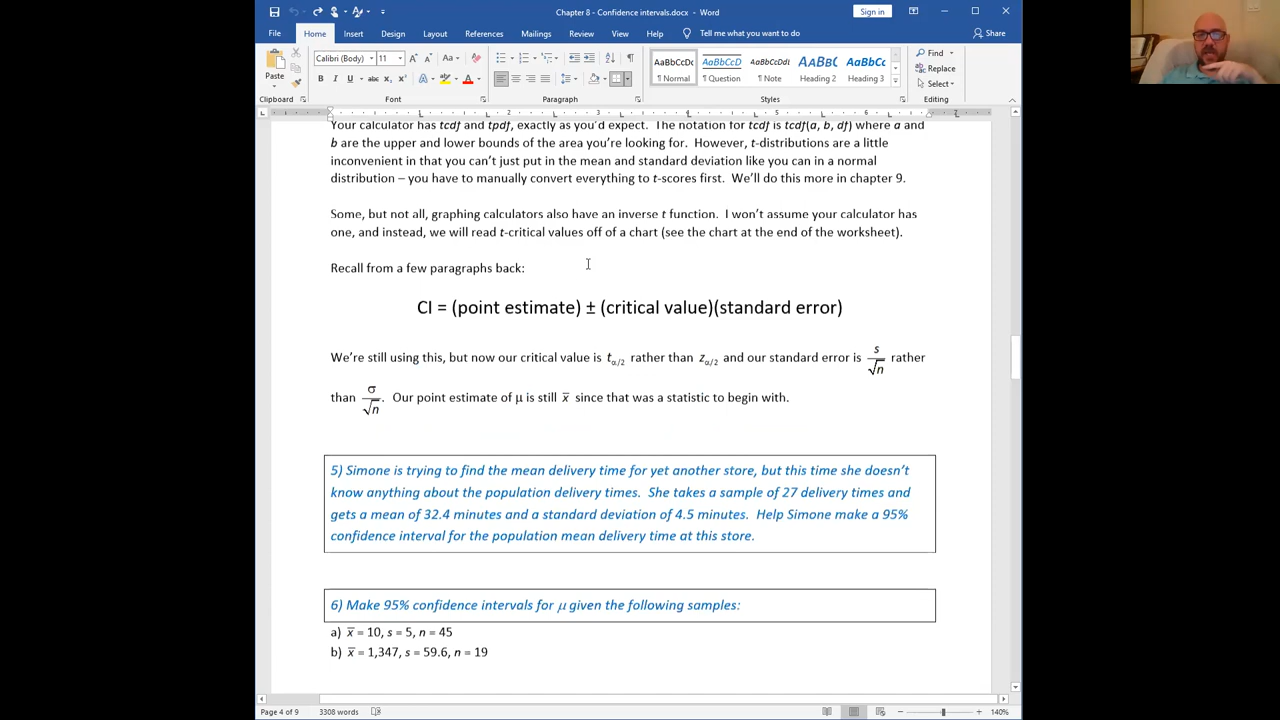 Chapter 8 - Confidence intervals.docx - Word
Sign in
File Home Insert Design Layout References Mailings Review View Tell me what you want to do Share
Paste
Calibri (Body) 11
Aa
B I U abc x₂ x² A
AaBbCcDc AaBbCcD AaBbCcDc AaBbC AaBbCc
¶ Normal ¶ Question ¶ Note Heading 2 Heading 3
Find
Replace
Select
Clipboard Font Paragraph Styles Editing
1 2 3 4 5 6 7
Your calculator has tcdf and tpdf, exactly as you'd expect. The notation for tcdf is tcdf(a, b, df) where a and
b are the upper and lower bounds of the area you're looking for. However, t-distributions are a little
inconvenient in that you can't just put in the mean and standard deviation like you can in a normal
distribution – you have to manually convert everything to t-scores first. We'll do this more in chapter 9.
Some, but not all, graphing calculators also have an inverse t function. I won't assume your calculator has
one, and instead, we will read t-critical values off of a chart (see the chart at the end of the worksheet).
Recall from a few paragraphs back:
CI = (point estimate) ± (critical value)(standard error)
We're still using this, but now our critical value is t α/2 rather than z α/2 and our standard error is s/√n rather
than σ/√n. Our point estimate of μ is still x̄ since that was a statistic to begin with.
5) Simone is trying to find the mean delivery time for yet another store, but this time she doesn't
know anything about the population delivery times. She takes a sample of 27 delivery times and
gets a mean of 32.4 minutes and a standard deviation of 4.5 minutes. Help Simone make a 95%
confidence interval for the population mean delivery time at this store.
6) Make 95% confidence intervals for μ given the following samples:
a) x̄ = 10, s = 5, n = 45
b) x̄ = 1,347, s = 59.6, n = 19
Page 4 of 9 3308 words 140%